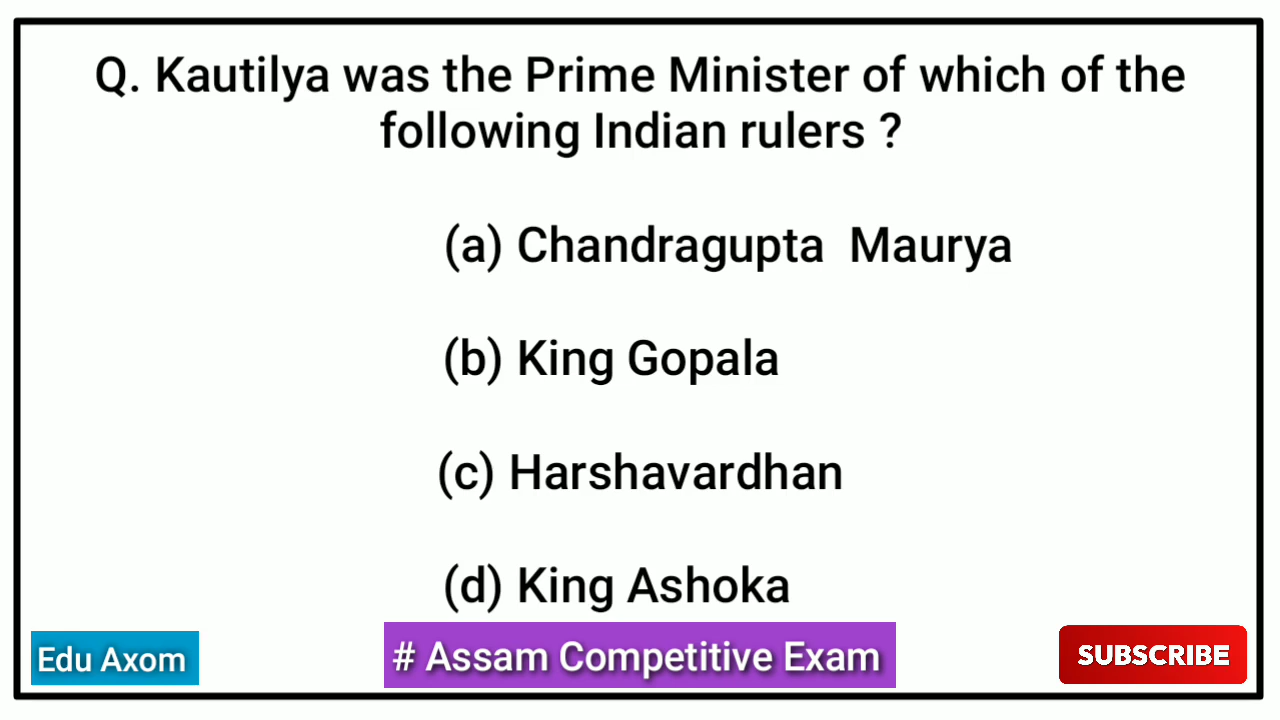 Q. Kautilya was the Prime Minister of which of the
following Indian rulers ?
(a) Chandragupta Maurya
(b) King Gopala
(c) Harshavardhan
(d) King Ashoka
Edu Axom
# Assam Competitive Exam
SUBSCRIBE